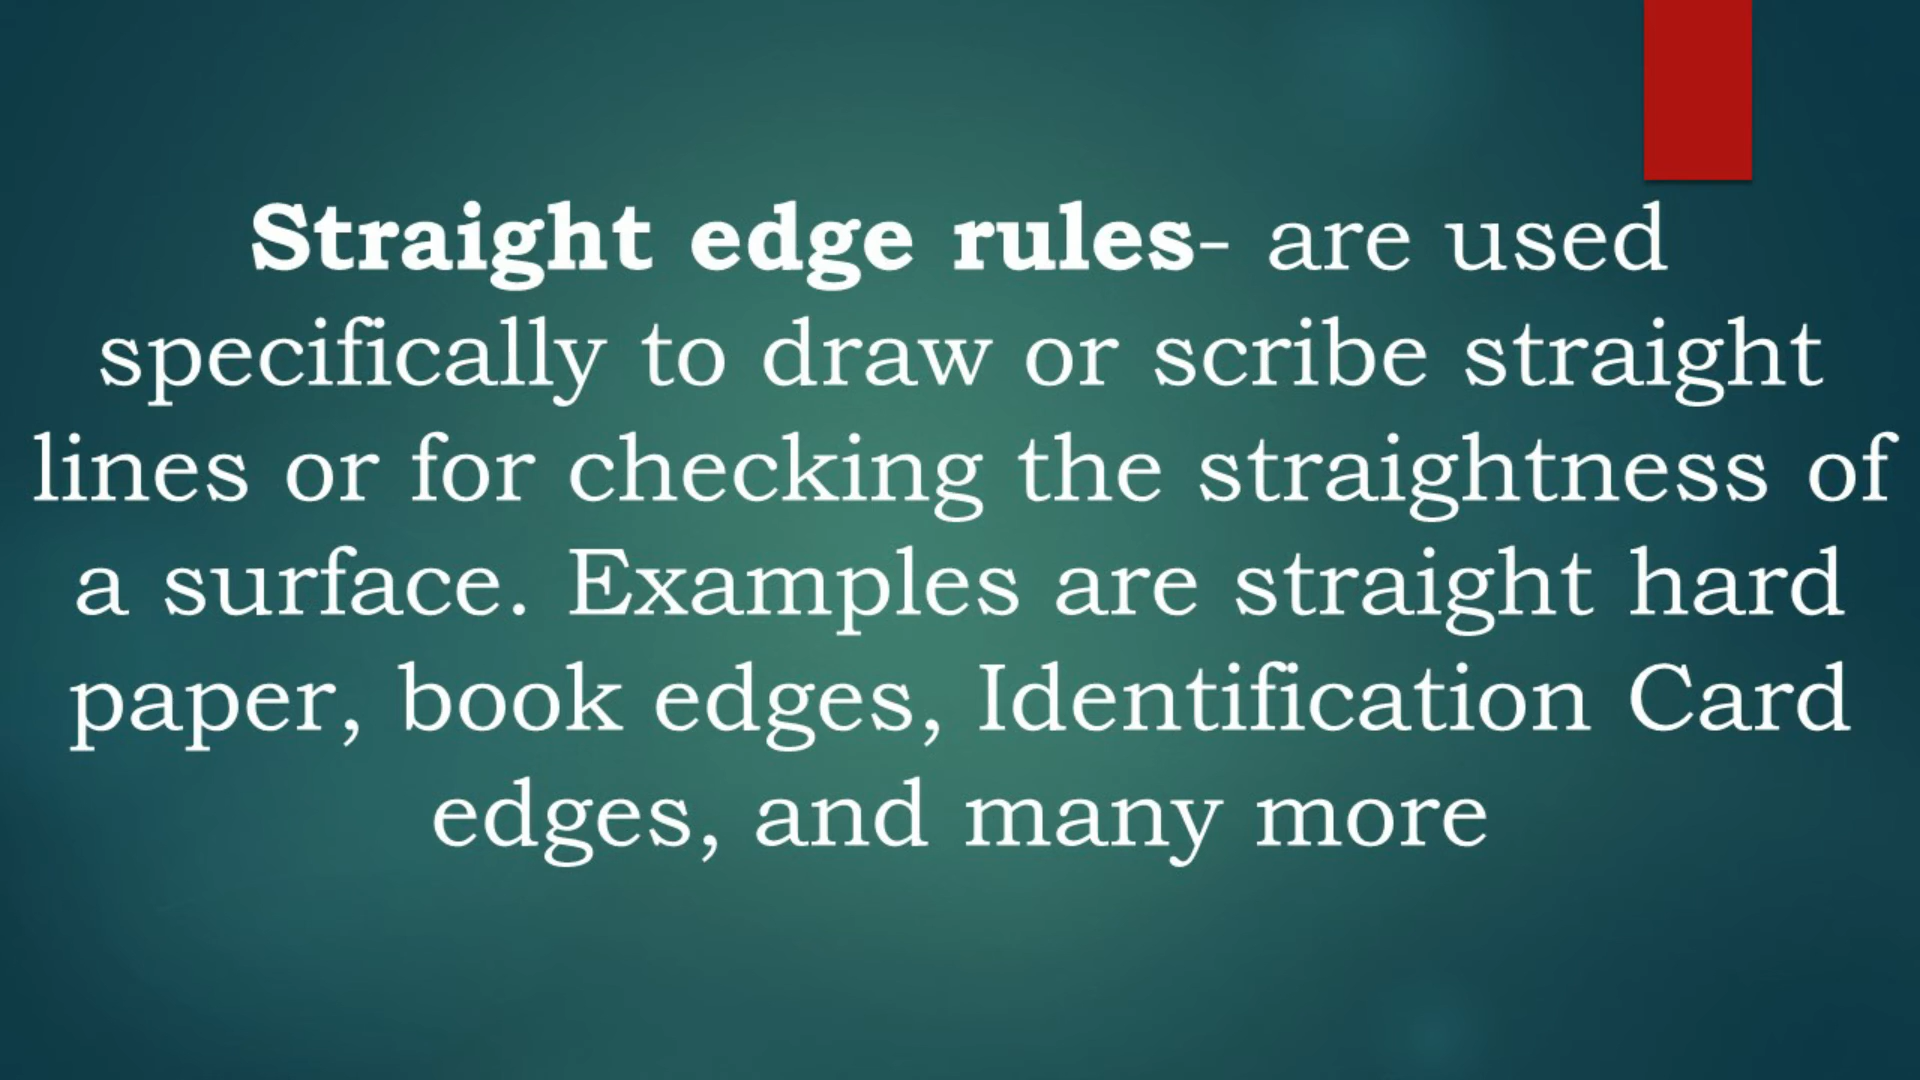 Straight edge rules- are used
specifically to draw or scribe straight
lines or for checking the straightness of
a surface. Examples are straight hard
paper, book edges, Identification Card
edges, and many more